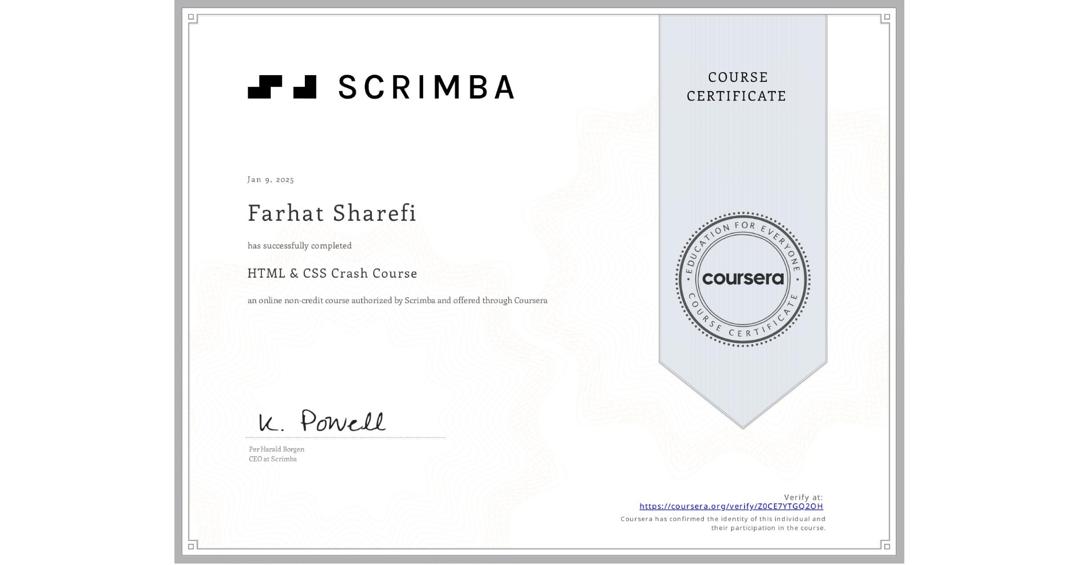 SCRIMBA
COURSE
CERTIFICATE
Jan 9, 2025
Farhat Sharefi
has successfully completed
HTML & CSS Crash Course
an online non-credit course authorized by Scrimba and offered through Coursera
EDUCATION FOR EVERYONE
coursera
COURSE CERTIFICATE
K. Powell
Per Harald Borgen
CEO at Scrimba
Verify at:
https://coursera.org/verify/Z0CE7YTGQ2OH
Coursera has confirmed the identity of this individual and
their participation in the course.